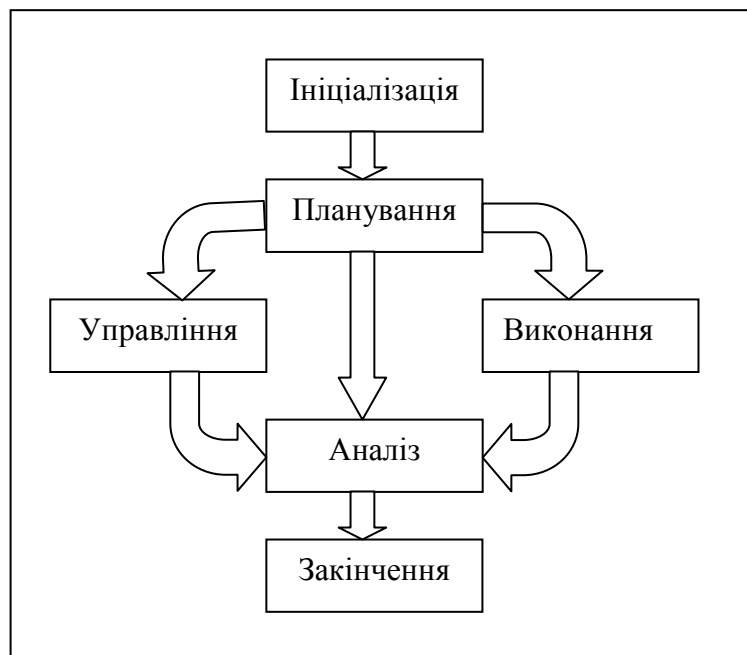 Ініціалізація
Планування
Управління
Виконання
Аналіз
Закінчення